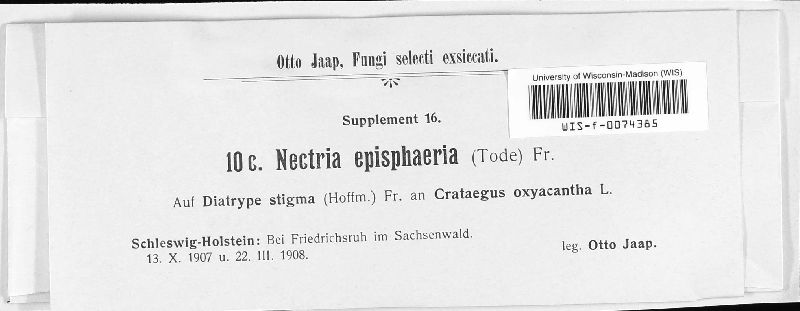 Otto Jaap, Fungi selecti exsiccati.
University of Wisconsin-Madison (WIS)
WIS-f-0074365
Supplement 16.
10 c. Nectria episphaeria (Tode) Fr.
Auf Diatrype stigma (Hoffm.) Fr. an Crataegus oxyacantha L.
Schleswig-Holstein: Bei Friedrichsruh im Sachsenwald.
13. X. 1907 u. 22. III. 1908.
leg. Otto Jaap.